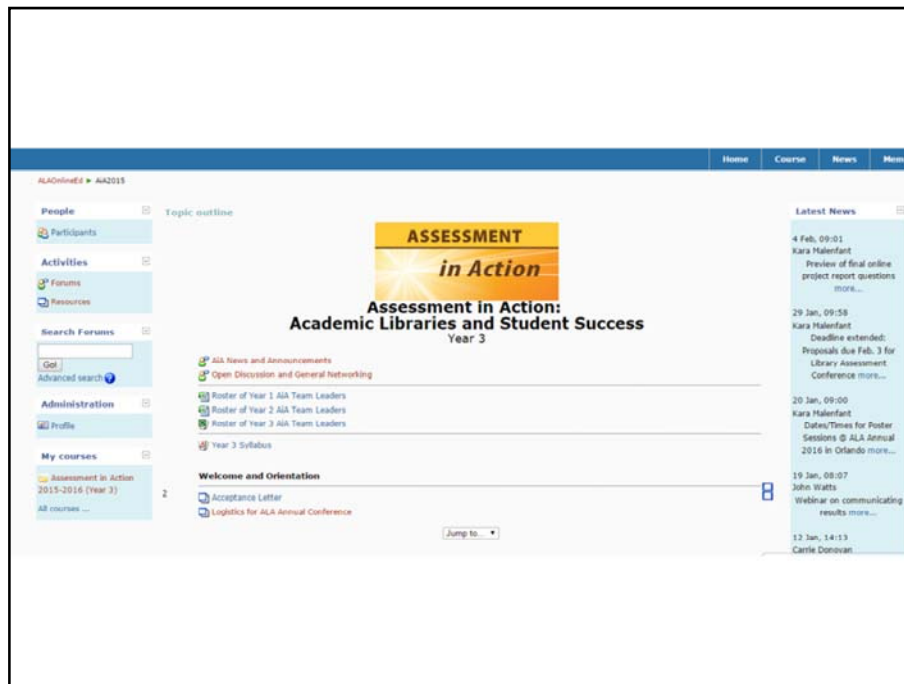 Home Course News Mem
ALAOnlineEd ► AiA2015
People
Participants
Activities
Forums
Resources
Search Forums
Go!
Advanced search
Administration
Profile
My courses
Assessment in Action
2015-2016 (Year 3)
All courses ...
Topic outline
ASSESSMENT
in Action
Assessment in Action:
Academic Libraries and Student Success
Year 3
AiA News and Announcements
Open Discussion and General Networking
Roster of Year 1 AiA Team Leaders
Roster of Year 2 AiA Team Leaders
Roster of Year 3 AiA Team Leaders
Year 3 Syllabus
2
Welcome and Orientation
Acceptance Letter
Logistics for ALA Annual Conference
Jump to...
Latest News
4 Feb, 09:01
Kara Malenfant
Preview of final online
project report questions
more...
29 Jan, 09:58
Kara Malenfant
Deadline extended:
Proposals due Feb. 3 for
Library Assessment
Conference more...
20 Jan, 09:00
Kara Malenfant
Dates/Times for Poster
Sessions @ ALA Annual
2016 in Orlando more...
19 Jan, 08:07
John Watts
Webinar on communicating
results more...
12 Jan, 14:13
Carrie Donovan